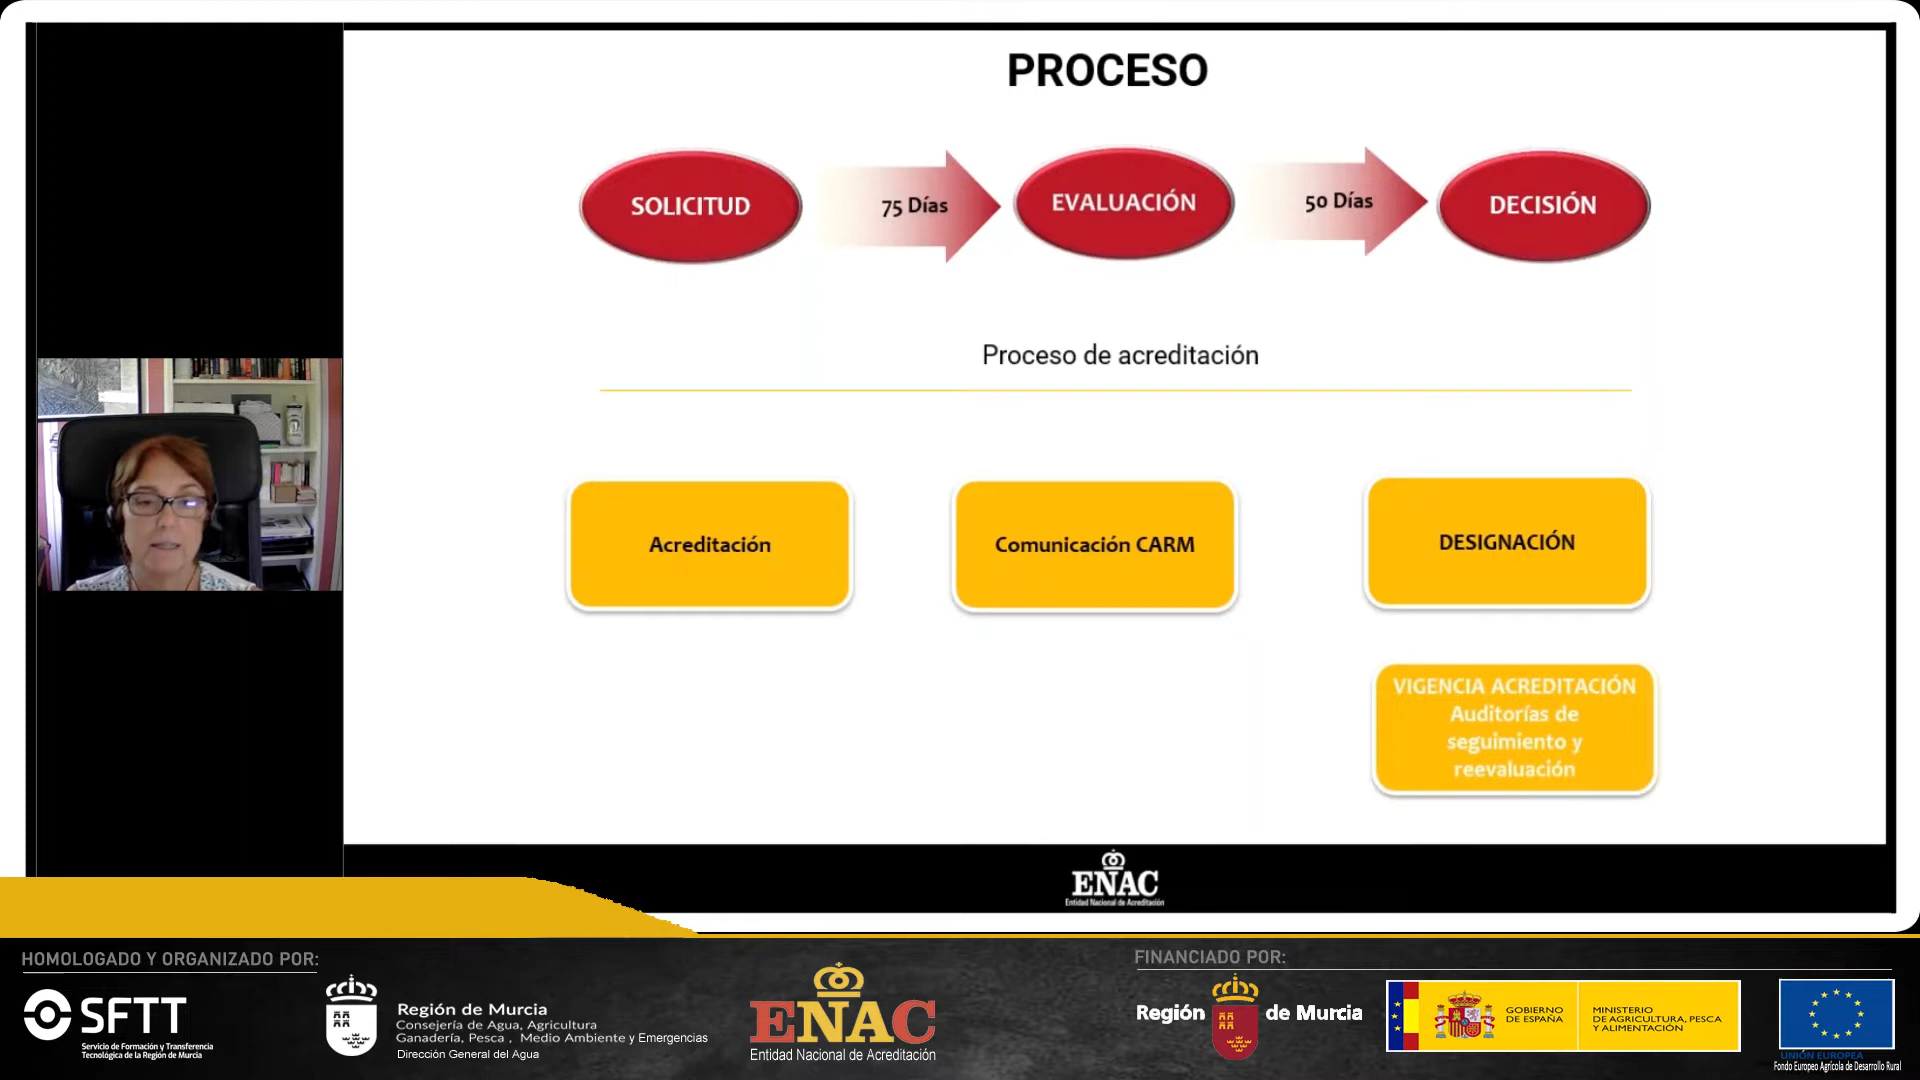 PROCESO
SOLICITUD
75 Días
EVALUACIÓN
50 Días
DECISIÓN
Proceso de acreditación
Acreditación
Comunicación CARM
DESIGNACIÓN
VIGENCIA ACREDITACIÓN
Auditorías de
seguimiento y
reevaluación
ENAC
Entidad Nacional de Acreditación
HOMOLOGADO Y ORGANIZADO POR:
SFTT
Servicio de Formación y Transferencia
Tecnológica de la Región de Murcia
Región de Murcia
Consejería de Agua, Agricultura
Ganadería, Pesca , Medio Ambiente y Emergencias
Dirección General del Agua
ENAC
Entidad Nacional de Acreditación
FINANCIADO POR:
Región de Murcia
GOBIERNO
DE ESPAÑA
MINISTERIO
DE AGRICULTURA, PESCA
Y ALIMENTACIÓN
UNIÓN EUROPEA
Fondo Europeo Agrícola de Desarrollo Rural